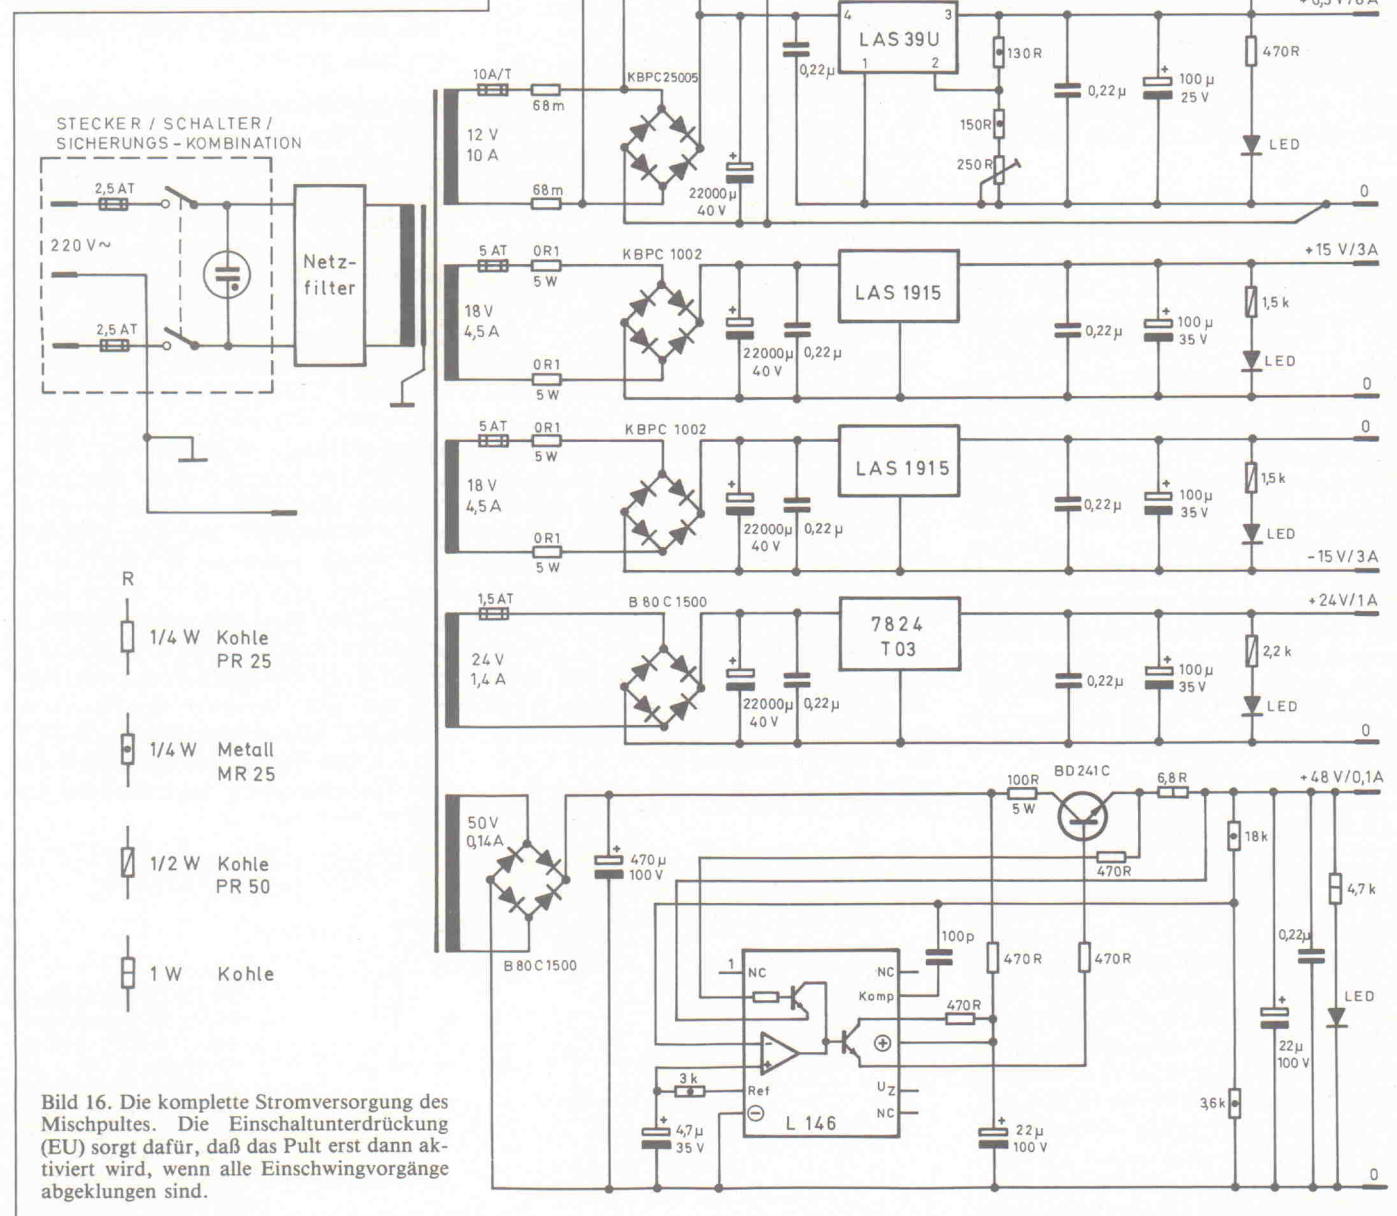 +6,5V/8A
4
3
LAS 39U
1
2
0,22µ
130R
150R
250R
0,22µ
+
100 µ
25 V
470R
LED
0
10A/T
68m
KBPC25005
12 V
10 A
68m
+
22000µ
40 V
STECKER / SCHALTER /
SICHERUNGS - KOMBINATION
2,5 AT
220 V~
2,5 AT
Netz-
filter
5 AT
0R1
5 W
KBPC 1002
18 V
4,5 A
0R1
5 W
+
22000µ
40 V
0,22µ
LAS 1915
0,22µ
+
100 µ
35 V
1,5 k
LED
+15 V/3A
0
5 AT
0R1
5 W
KBPC 1002
18 V
4,5 A
0R1
5 W
+
22000µ
40 V
0,22µ
LAS 1915
0,22µ
+
100µ
35 V
1,5 k
LED
0
-15 V/3A
1,5 AT
B 80 C 1500
24 V
1,4 A
+
22000µ
40 V
0,22µ
7824
T03
0,22µ
+
100µ
35V
2,2 k
LED
+24V/1A
0
R
1/4 W Kohle
PR 25
1/4 W Metall
MR 25
1/2 W Kohle
PR 50
1 W Kohle
50 V
0,14A
B 80 C 1500
+
470 µ
100 V
100R
5 W
BD 241 C
6,8 R
+48 V/0,1A
470R
18k
4,7 k
100p
470R
470R
0,22µ
LED
1
NC
NC
Komp
470R
-
+
+
3 k
Ref
UZ
-
NC
L 146
+
4,7µ
35 V
+
22µ
100 V
3,6k
+
22µ
100 V
0
Bild 16. Die komplette Stromversorgung des
Mischpultes. Die Einschaltunterdrückung
(EU) sorgt dafür, daß das Pult erst dann ak-
tiviert wird, wenn alle Einschwingvorgänge
abgeklungen sind.